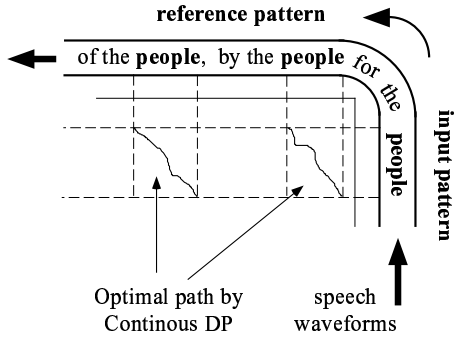 reference pattern
of the people, by the people for the people
input pattern
Optimal path by
Continous DP
speech
waveforms